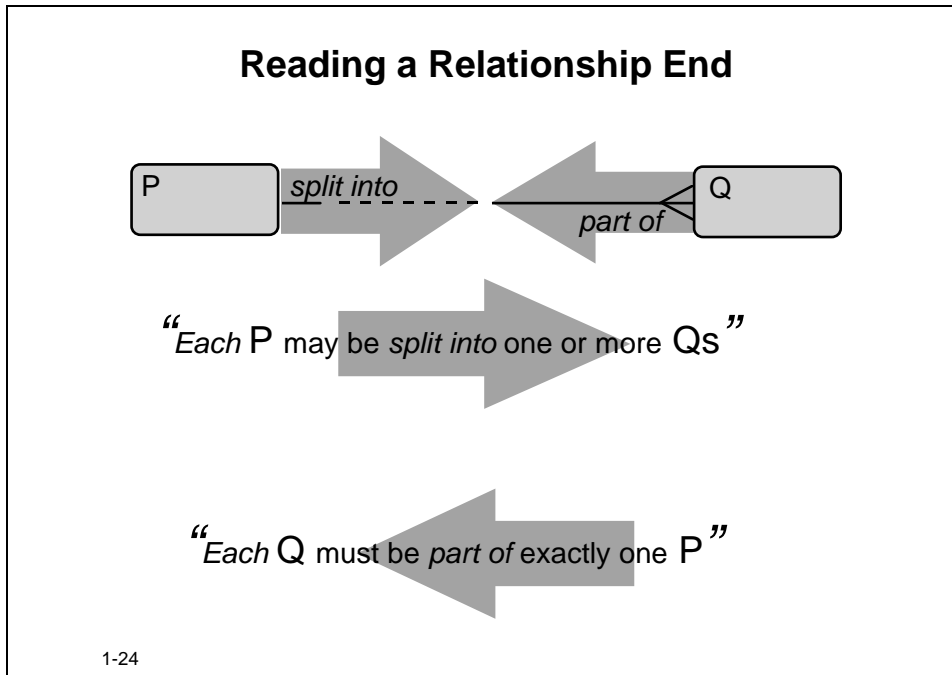 Reading a Relationship End
P
split into
Q
part of
“Each P may be split into one or more Qs”
“Each Q must be part of exactly one P”
1-24